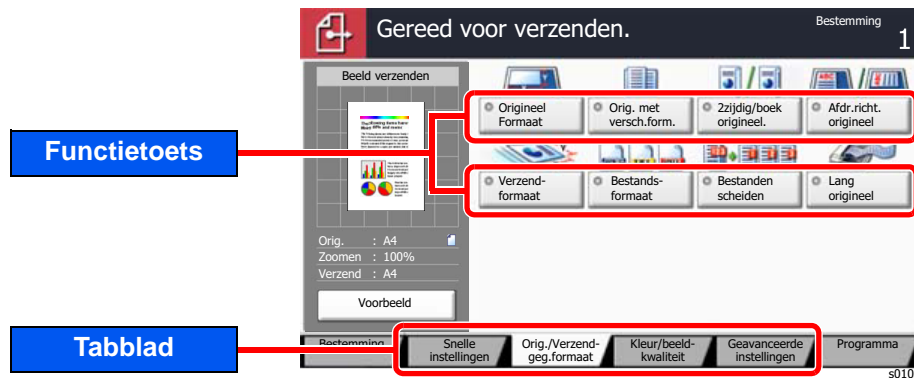 Gereed voor verzenden.
Bestemming
1
Beeld verzenden
Origineel
Formaat
Orig. met
versch.form.
2zijdig/boek
origineel.
Afdr.richt.
origineel
Functietoets
Verzend-
formaat
Bestands-
formaat
Bestanden
scheiden
Lang
origineel
Orig. : A4
Zoomen : 100%
Verzend : A4
Voorbeeld
Tabblad
Bestemming
Snelle
instellingen
Orig./Verzend-
geg.formaat
Kleur/beeld-
kwaliteit
Geavanceerde
instellingen
Programma
s010